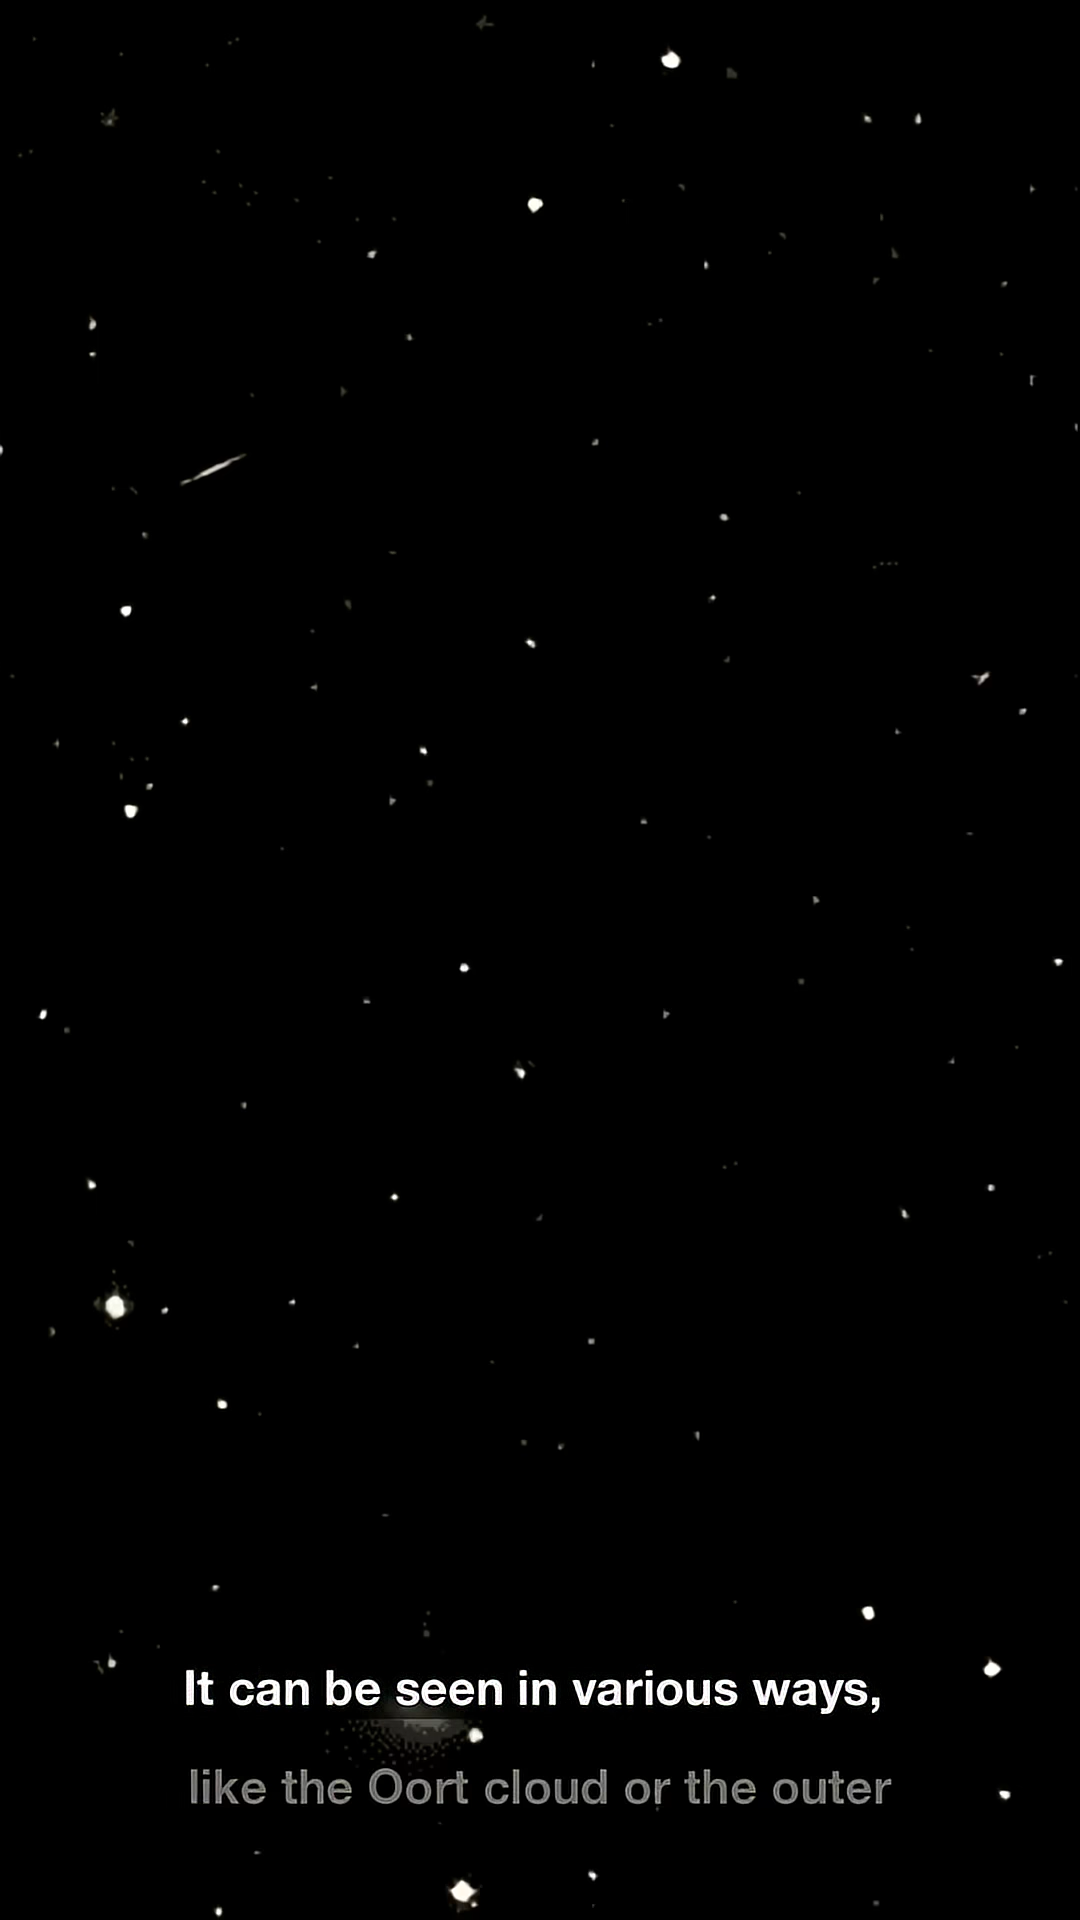 It can be seen in various ways,
like the Oort cloud or the outer